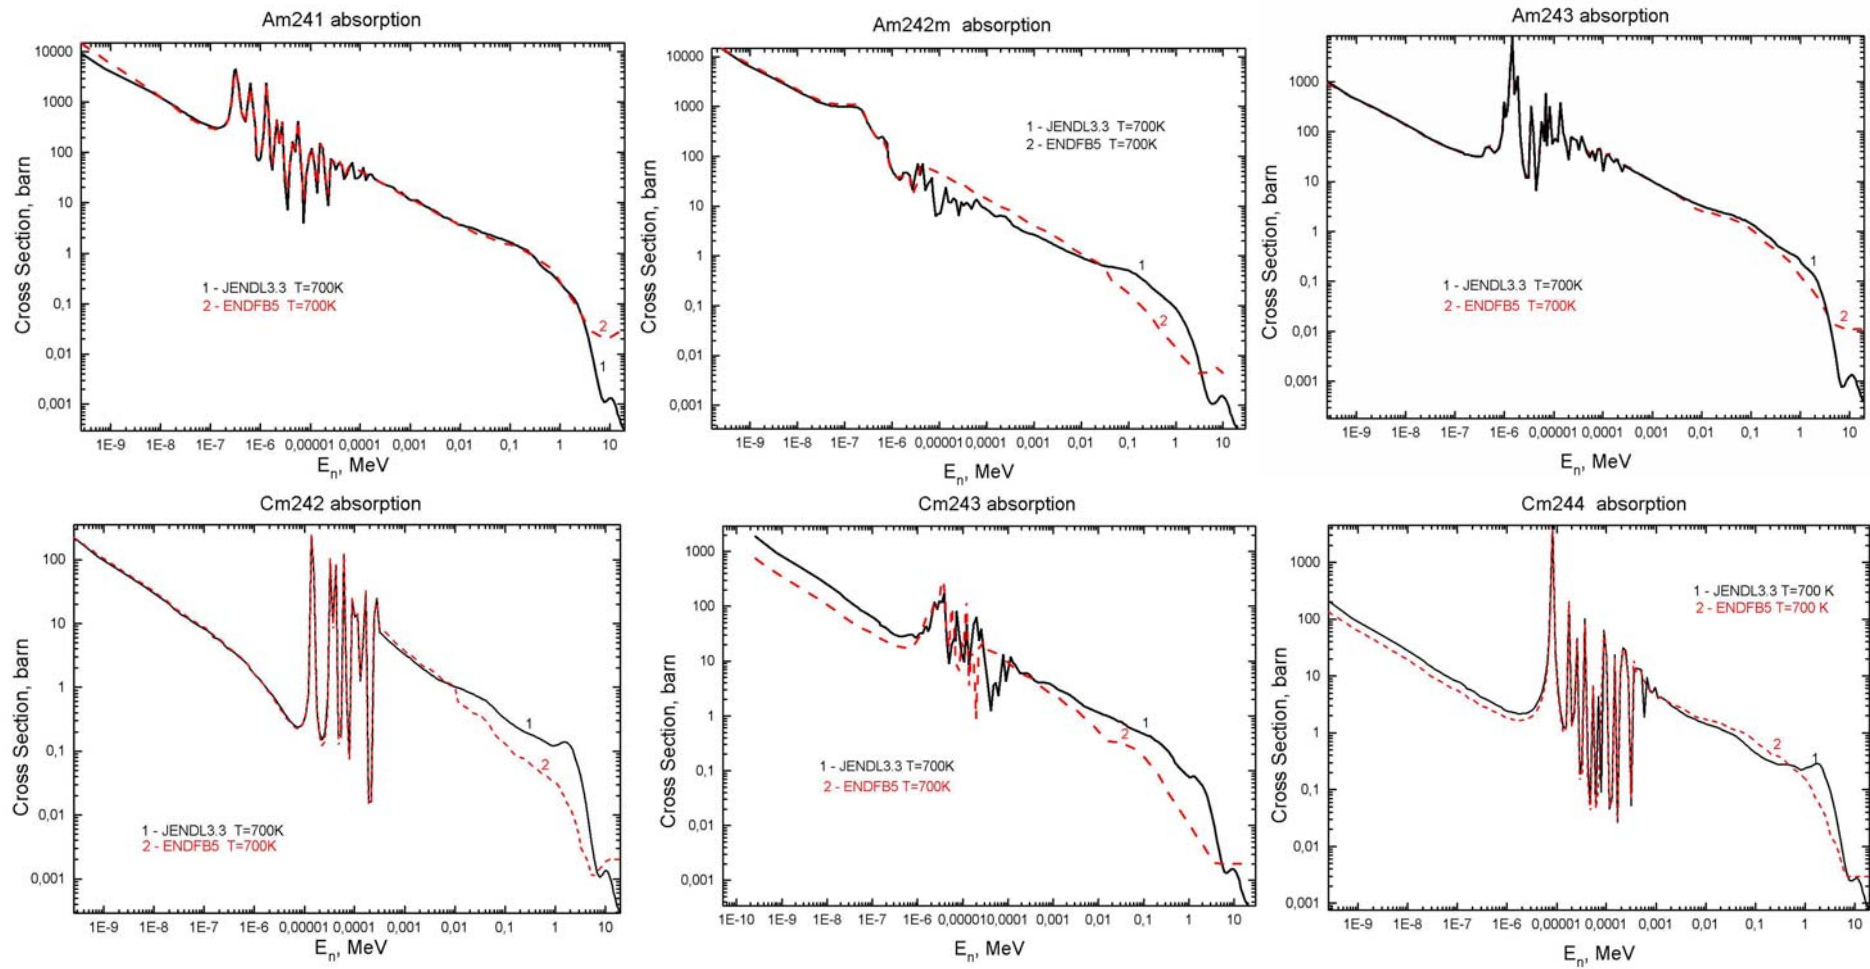 Am241 absorption
Cross Section, barn
10000
1000
100
10
1
0,1
0,01
0,001
1 - JENDL3.3 T=700K
2 - ENDFB5 T=700K
2
1
1E-9 1E-8 1E-7 1E-6 0,00001 0,0001 0,001 0,01 0,1 1 10
En, MeV
Am242m absorption
Cross Section, barn
10000
1000
100
10
1
0,1
0,01
0,001
1 - JENDL3.3 T=700K
2 - ENDFB5 T=700K
1
2
1E-9 1E-8 1E-7 1E-6 0,00001 0,0001 0,001 0,01 0,1 1 10
En, MeV
Am243 absorption
Cross Section, barn
1000
100
10
1
0,1
0,01
0,001
1 - JENDL3.3 T=700K
2 - ENDFB5 T=700K
1
2
1E-9 1E-8 1E-7 1E-6 0,00001 0,0001 0,001 0,01 0,1 1 10
En, MeV
Cm242 absorption
Cross Section, barn
100
10
1
0,1
0,01
0,001
1
2
1 - JENDL3.3 T=700K
2 - ENDFB5 T=700K
1E-9 1E-8 1E-7 1E-6 0,00001 0,0001 0,001 0,01 0,1 1 10
En, MeV
Cm243 absorption
Cross Section, barn
1000
100
10
1
0,1
0,01
0,001
1
2
1 - JENDL3.3 T=700K
2 - ENDFB5 T=700K
1E-10 1E-9 1E-8 1E-7 1E-6 0,00001 0,0001 0,001 0,01 0,1 1 10
En, MeV
Cm244 absorption
Cross Section, barn
1000
100
10
1
0,1
0,01
0,001
1 - JENDL3.3 T=700 K
2 - ENDFB5 T=700 K
2
1
1E-9 1E-8 1E-7 1E-6 0,00001 0,0001 0,001 0,01 0,1 1 10
En, MeV